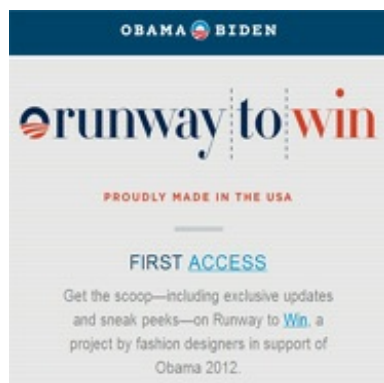 OBAMA BIDEN
runway to win
PROUDLY MADE IN THE USA
FIRST ACCESS
Get the scoop—including exclusive updates
and sneak peeks—on Runway to Win, a
project by fashion designers in support of
Obama 2012.